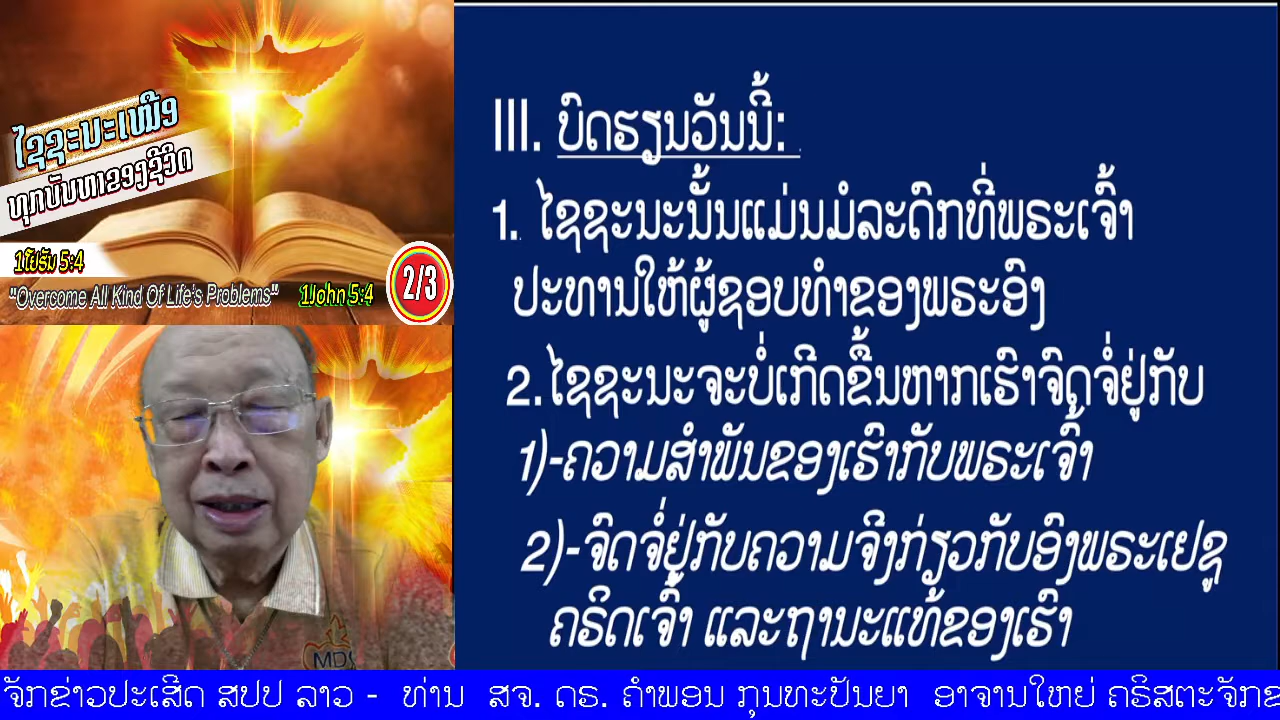 ໄຊຊະນະເໜືອ
ທຸກບັນຫາຂອງຊີວິດ
1ໂຢຮັນ 5:4
"Overcome All Kind Of Life's Problems"
1John 5:4
2/3
MDS
III. ບົດຮຽນວັນນີ້:
1. ໄຊຊະນະນັ້ນແມ່ນມໍລະດົກທີ່ພຣະເຈົ້າ
ປະທານໃຫ້ຜູ້ຊອບທຳຂອງພຣະອົງ
2.ໄຊຊະນະຈະບໍ່ເກີດຂື້ນຫາກເຮົາຈົດຈໍ່ຢູ່ກັບ
1)-ຄວາມສຳພັນຂອງເຮົາກັບພຣະເຈົ້າ
2)-ຈົດຈໍ່ຢູ່ກັບຄວາມຈີງກ່ຽວກັບອົງພຣະເຢຊູ
ຄຣິດເຈົ້າ ແລະຖານະແທ້ຂອງເຮົາ
ຈັກຂ່າວປະເສີດ ສປປ ລາວ - ທ່ານ ສຈ. ດຣ. ຄຳພອນ ກຸນທະປັນຍາ ອາຈານໃຫຍ່ ຄຣິສຕະຈັກຂ